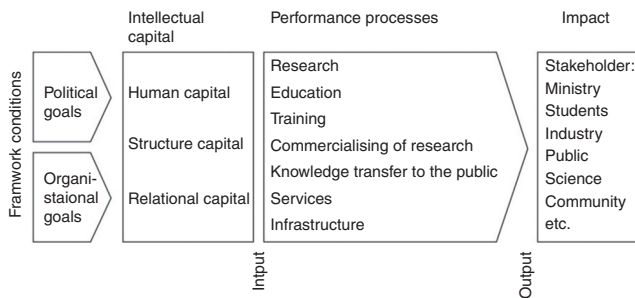 Intellectual
capital
Performance processes
Impact
Framwork conditions
Political
goals
Organi-
staional
goals
Human capital
Structure capital
Relational capital
Intput
Research
Education
Training
Commercialising of research
Knowledge transfer to the public
Services
Infrastructure
Output
Stakeholder:
Ministry
Students
Industry
Public
Science
Community
etc.